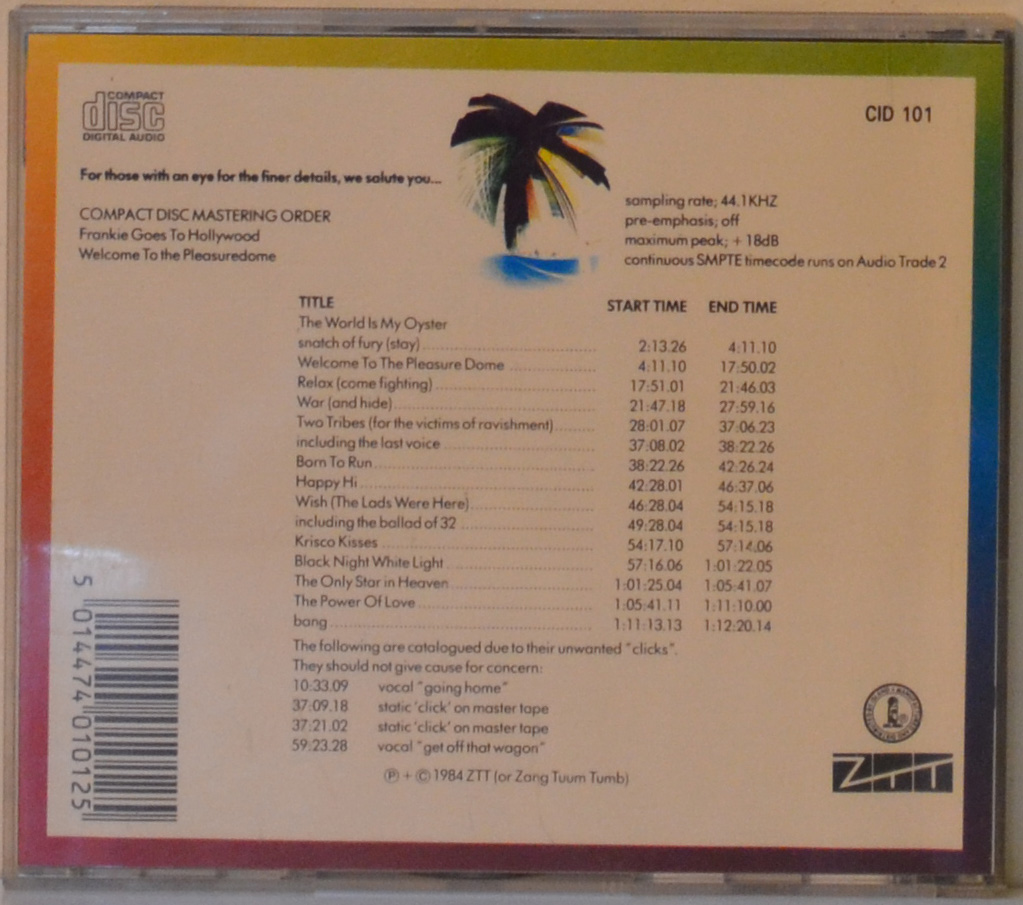 COMPACT
disc
DIGITAL AUDIO
CID 101
For those with an eye for the finer details, we salute you...
COMPACT DISC MASTERING ORDER
Frankie Goes To Hollywood
Welcome To the Pleasuredome
sampling rate; 44.1KHZ
pre-emphasis; off
maximum peak; + 18dB
continuous SMPTE timecode runs on Audio Trade 2
TITLE START TIME END TIME
The World Is My Oyster
snatch of fury (stay) 2:13.26 4:11.10
Welcome To The Pleasure Dome 4:11.10 17:50.02
Relax (come fighting) 17:51.01 21:46.03
War (and hide) 21:47.18 27:59.16
Two Tribes (for the victims of ravishment) 28:01.07 37:06.23
including the last voice 37:08.02 38:22.26
Born To Run 38:22.26 42:26.24
Happy Hi 42:28.01 46:37.06
Wish (The Lads Were Here) 46:28.04 54:15.18
including the ballad of 32 49:28.04 54:15.18
Krisco Kisses 54:17.10 57:14.06
Black Night White Light 57:16.06 1:01:22.05
The Only Star in Heaven 1:01:25.04 1:05:41.07
The Power Of Love 1:05:41.11 1:11:10.00
bang 1:11:13.13 1:12:20.14
The following are catalogued due to their unwanted "clicks".
They should not give cause for concern:
10:33.09 vocal "going home"
37:09.18 static 'click' on master tape
37:21.02 static 'click' on master tape
59:23.28 vocal "get off that wagon"
Ⓟ + © 1984 ZTT (or Zang Tuum Tumb)
5 014474 010125
ZTT